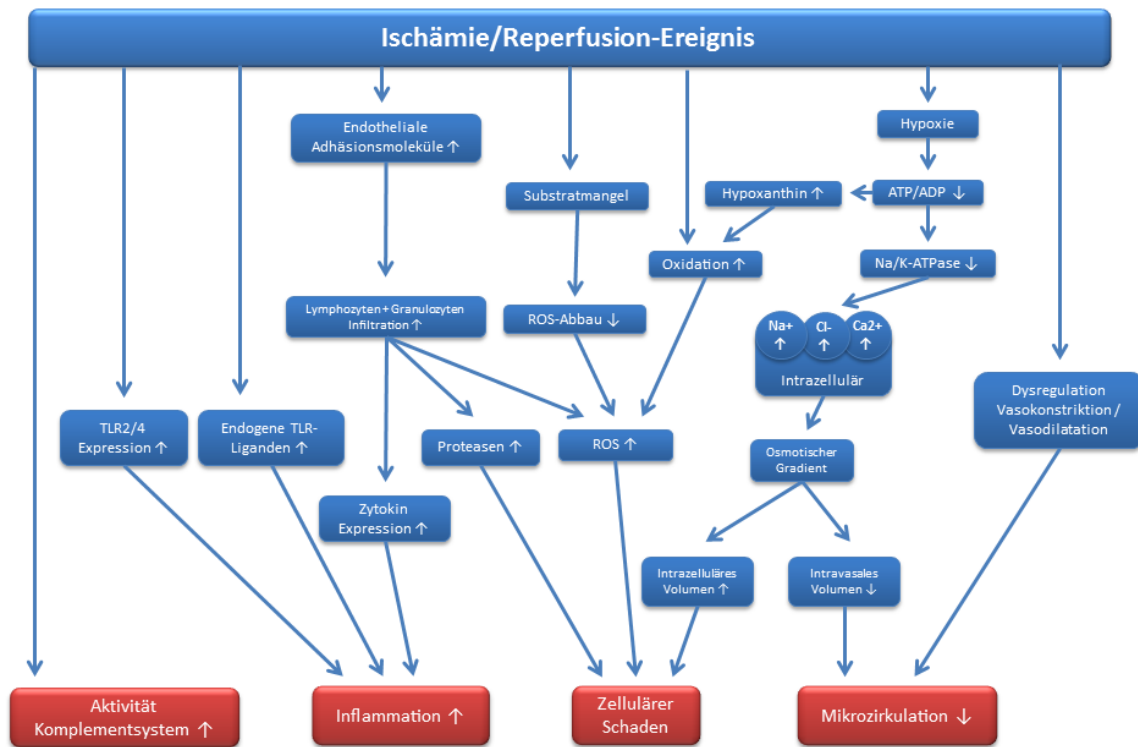 Ischämie/Reperfusion-Ereignis
Endotheliale
Adhäsionsmoleküle ↑
Hypoxie
Substratmangel
Hypoxanthin ↑
ATP/ADP ↓
Oxidation ↑
Na/K-ATPase ↓
Lymphozyten + Granulozyten
Infiltration ↑
ROS-Abbau ↓
Na+
↑
Cl-
↑
Ca2+
↑
Intrazellulär
Dysregulation
Vasokonstriktion /
Vasodilatation
TLR2/4
Expression ↑
Endogene TLR-
Liganden ↑
Proteasen ↑
ROS ↑
Osmotischer
Gradient
Zytokin
Expression ↑
Intrazelluläres
Volumen ↑
Intravasales
Volumen ↓
Aktivität
Komplementsystem ↑
Inflammation ↑
Zellulärer
Schaden
Mikrozirkulation ↓